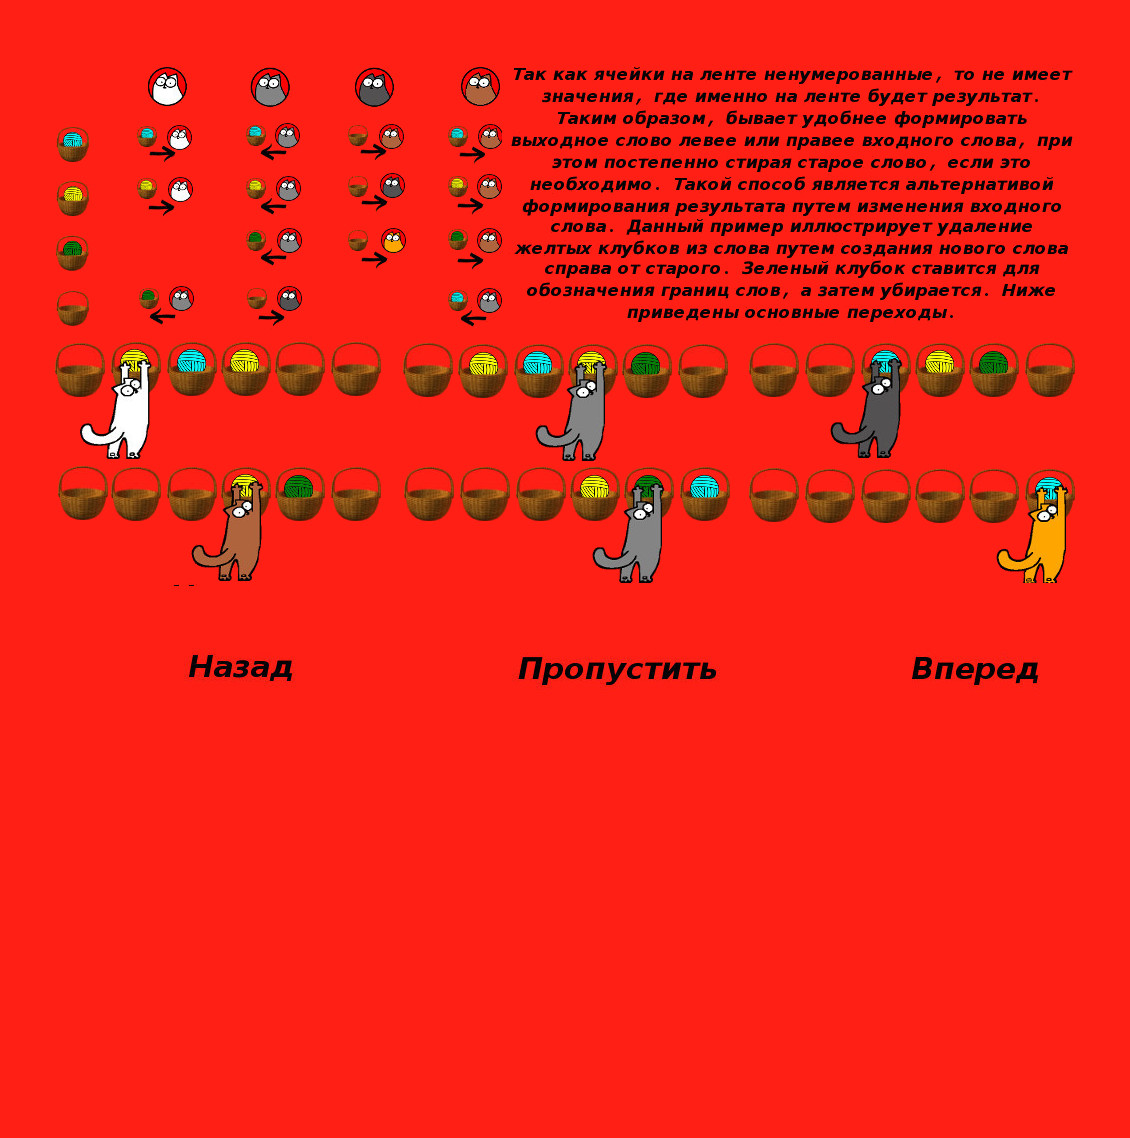 Так как ячейки на ленте ненумерованные, то не имеет
значения, где именно на ленте будет результат.
Таким образом, бывает удобнее формировать
выходное слово левее или правее входного слова, при
этом постепенно стирая старое слово, если это
необходимо. Такой способ является альтернативой
формирования результата путем изменения входного
слова. Данный пример иллюстрирует удаление
желтых клубков из слова путем создания нового слова
справа от старого. Зеленый клубок ставится для
обозначения границ слов, а затем убирается. Ниже
приведены основные переходы.
Назад
Пропустить
Вперед